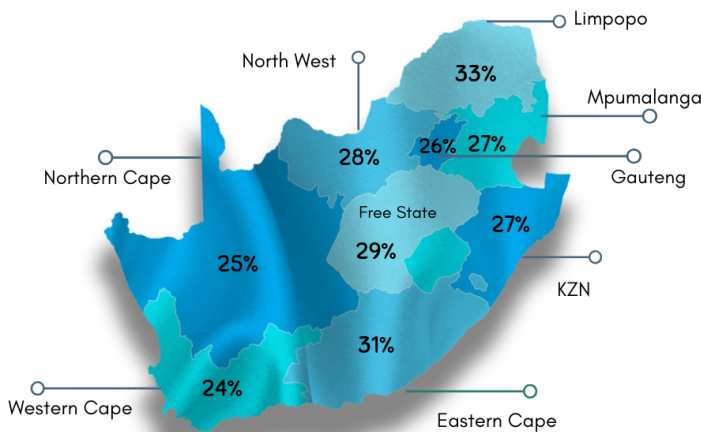 Limpopo
North West
33%
Mpumalanga
26%
27%
28%
Northern Cape
Gauteng
Free State
27%
29%
25%
KZN
31%
24%
Western Cape
Eastern Cape